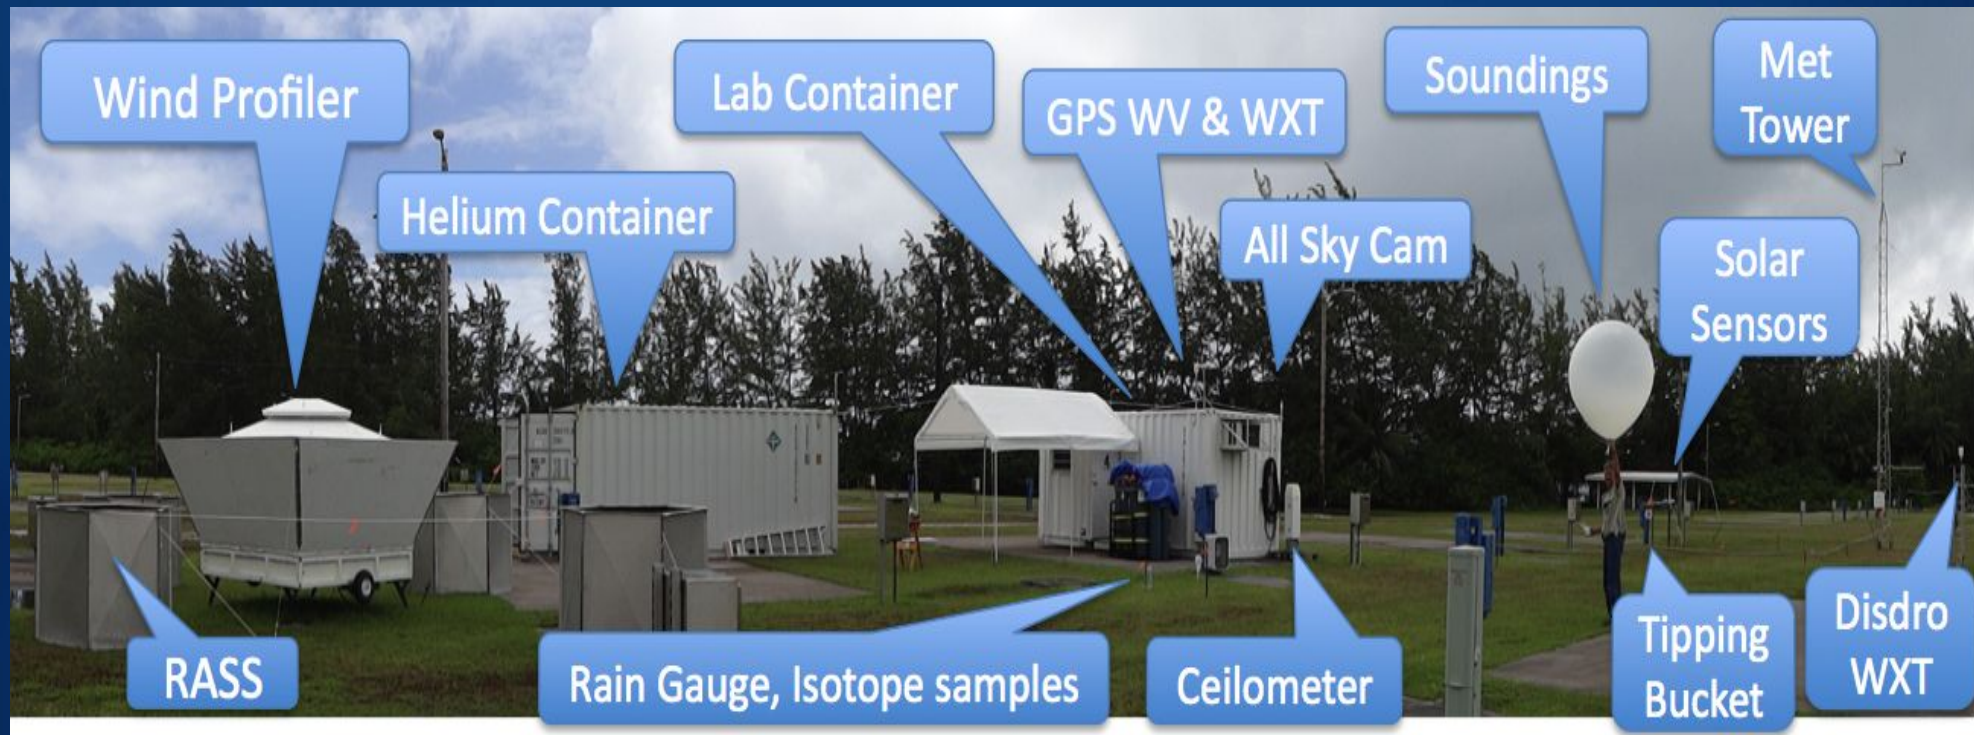 Wind Profiler
Helium Container
Lab Container
GPS WV & WXT
All Sky Cam
Soundings
Met
Tower
Solar
Sensors
RASS
Rain Gauge, Isotope samples
Ceilometer
Tipping
Bucket
Disdro
WXT